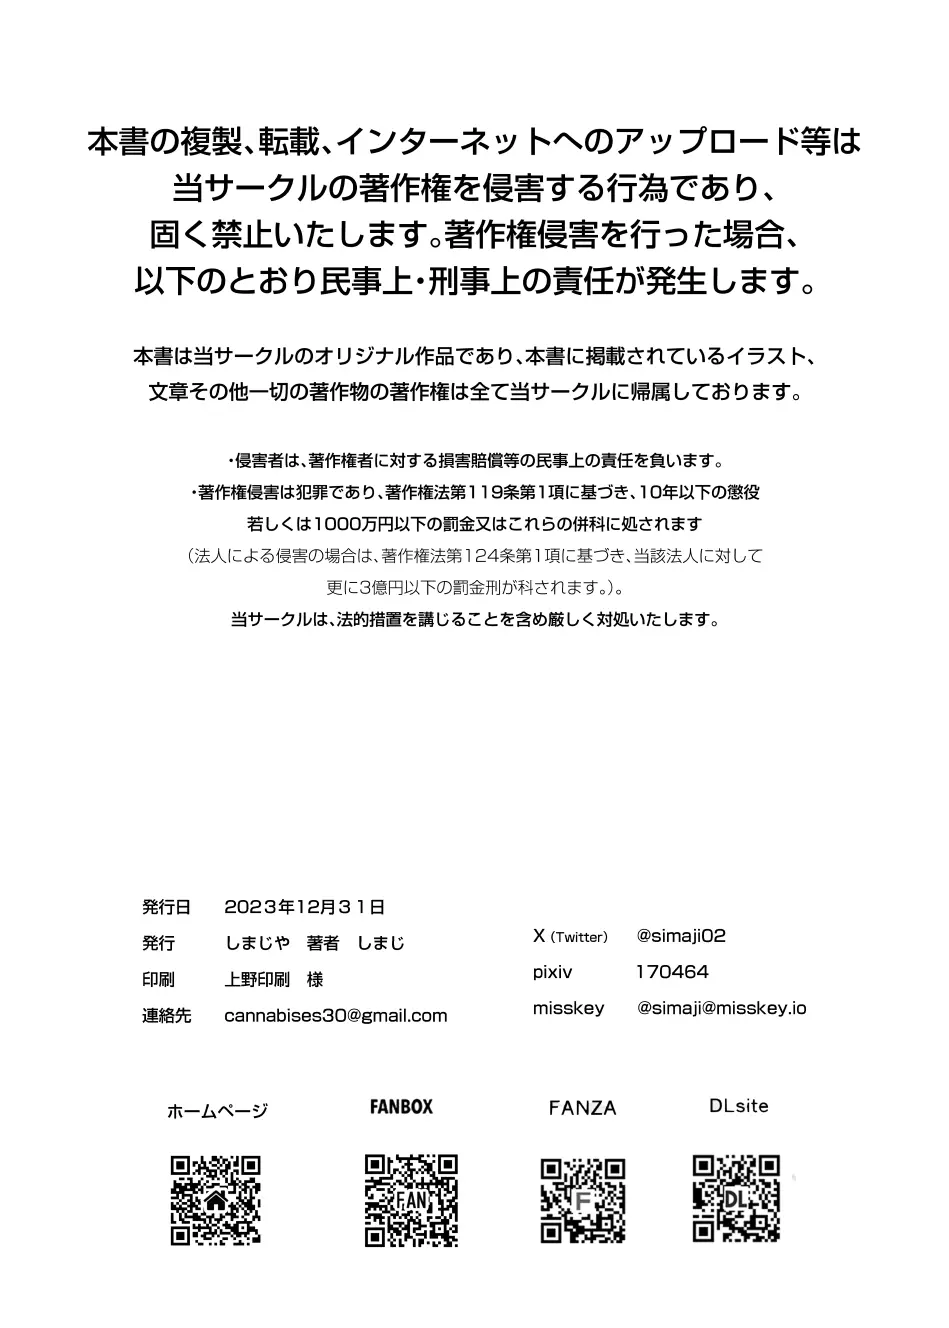 本書の複製、転載、インターネットへのアップロード等は
当サークルの著作権を侵害する行為であり、
固く禁止いたします。著作権侵害を行った場合、
以下のとおり民事上・刑事上の責任が発生します。
本書は当サークルのオリジナル作品であり、本書に掲載されているイラスト、
文章その他一切の著作物の著作権は全て当サークルに帰属しております。
・侵害者は、著作権者に対する損害賠償等の民事上の責任を負います。
・著作権侵害は犯罪であり、著作権法第119条第1項に基づき、10年以下の懲役
若しくは1000万円以下の罰金又はこれらの併科に処されます
（法人による侵害の場合は、著作権法第124条第1項に基づき、当該法人に対して
更に3億円以下の罰金刑が科されます。）。
当サークルは、法的措置を講じることを含め厳しく対処いたします。
発行日 2023年12月31日
発行 しまじや 著者 しまじ
印刷 上野印刷 様
連絡先 cannabises30@gmail.com
X（Twitter） @simaji02
pixiv 170464
misskey @simaji@misskey.io
ホームページ FANBOX FANZA DLsite
FAN F DL